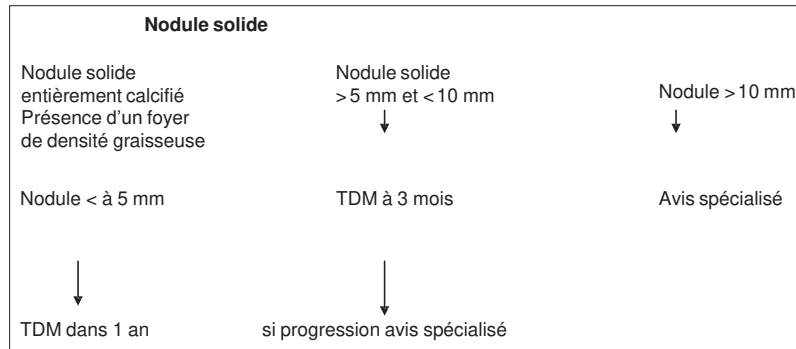 Nodule solide
Nodule solide
entièrement calcifié
Présence d'un foyer
de densité graisseuse
Nodule < à 5 mm
TDM dans 1 an
Nodule solide
> 5 mm et < 10 mm
TDM à 3 mois
si progression avis spécialisé
Nodule > 10 mm
Avis spécialisé